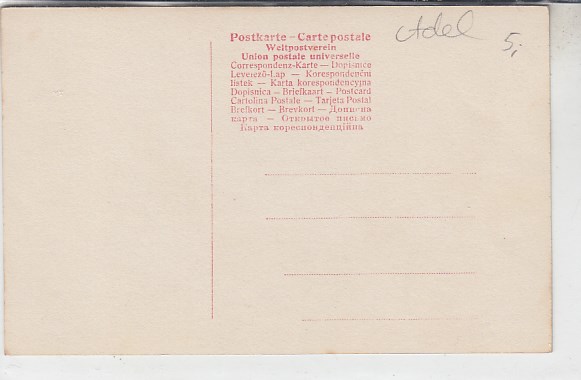 Postkarte – Carte postale
Weltpostverein
Union postale universelle
Correspondenz-Karte — Dopisnice
Levelező-Lap — Korespondenční
lístek — Karta korespondencyjna
Dopisnica — Briefkaart — Postcard
Cartolina Postale — Tarjeta Postal
Brefkort — Brevkort — Дописна
карта — Открытое письмо
Карта кореспонденційна
Adel
5,-